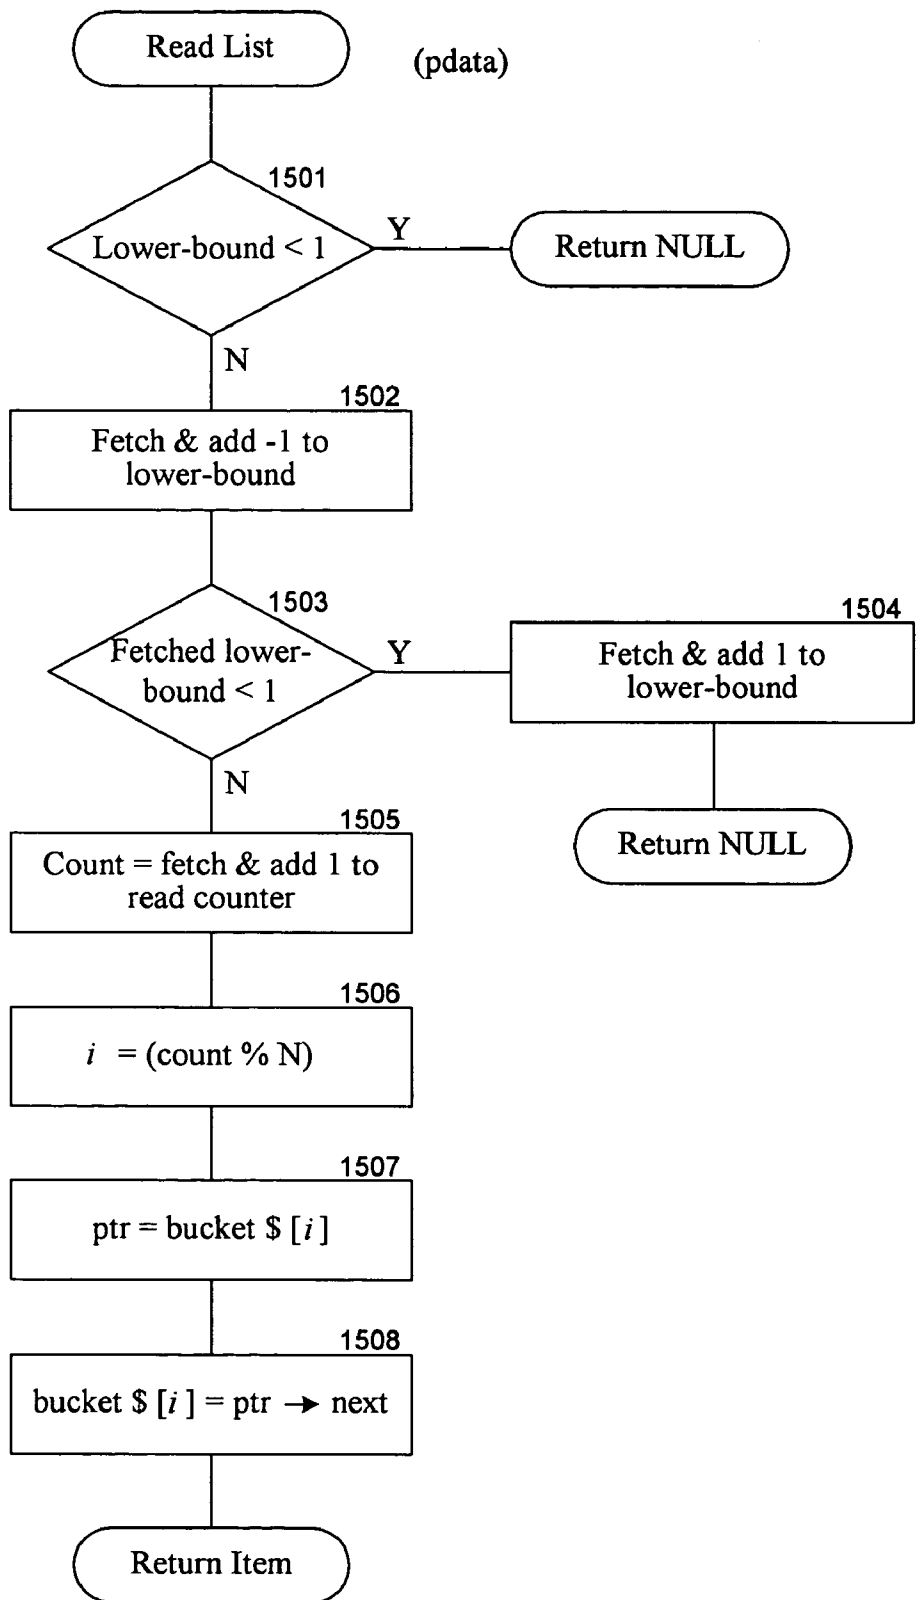 Read List
(pdata)
1501
Lower-bound < 1
Y
Return NULL
N
1502
Fetch & add -1 to
lower-bound
1503
Fetched lower-
bound < 1
Y
1504
Fetch & add 1 to
lower-bound
Return NULL
N
1505
Count = fetch & add 1 to
read counter
1506
i = (count % N)
1507
ptr = bucket $ [i]
1508
bucket $ [i] = ptr → next
Return Item